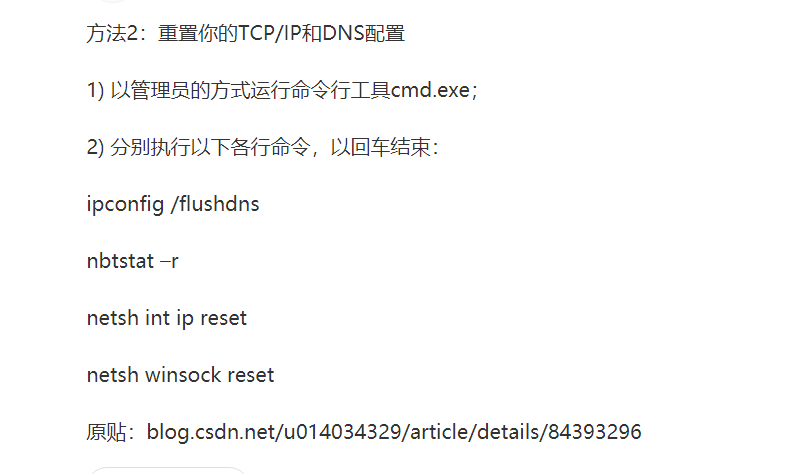 方法2：重置你的TCP/IP和DNS配置
1) 以管理员的方式运行命令行工具cmd.exe；
2) 分别执行以下各行命令，以回车结束：
ipconfig /flushdns
nbtstat –r
netsh int ip reset
netsh winsock reset
原贴：blog.csdn.net/u014034329/article/details/84393296